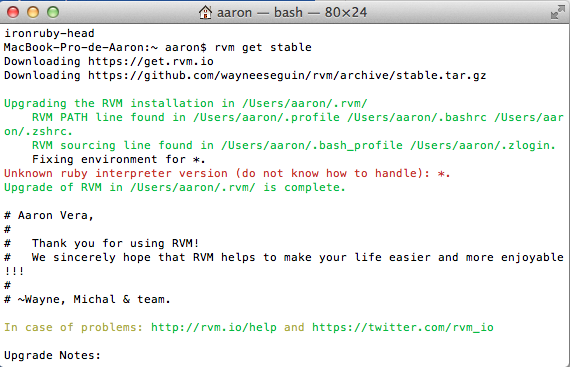 aaron — bash — 80×24
ironruby-head
MacBook-Pro-de-Aaron:~ aaron$ rvm get stable
Downloading https://get.rvm.io
Downloading https://github.com/wayneeseguin/rvm/archive/stable.tar.gz

Upgrading the RVM installation in /Users/aaron/.rvm/
    RVM PATH line found in /Users/aaron/.profile /Users/aaron/.bashrc /Users/aar
on/.zshrc.
    RVM sourcing line found in /Users/aaron/.bash_profile /Users/aaron/.zlogin.
    Fixing environment for *.
Unknown ruby interpreter version (do not know how to handle): *.
Upgrade of RVM in /Users/aaron/.rvm/ is complete.

# Aaron Vera,
#
#   Thank you for using RVM!
#   We sincerely hope that RVM helps to make your life easier and more enjoyable
!!!
#
# ~Wayne, Michal & team.

In case of problems: http://rvm.io/help and https://twitter.com/rvm_io

Upgrade Notes: